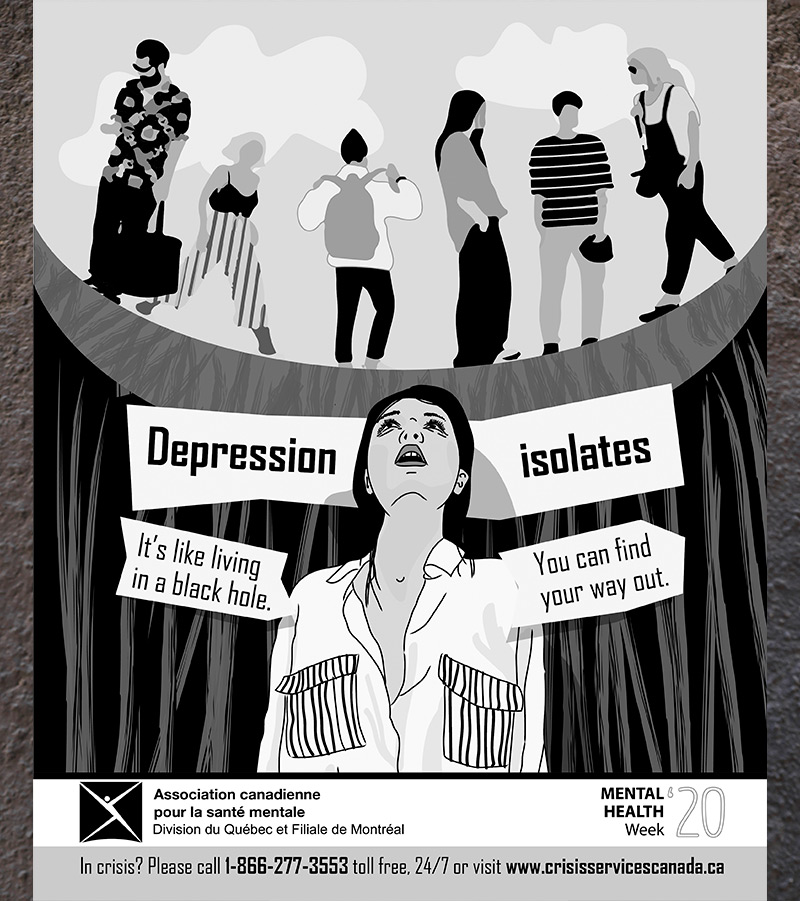 Depression isolates
It's like living
in a black hole.
You can find
your way out.
Association canadienne
pour la santé mentale
Division du Québec et Filiale de Montréal
MENTAL
HEALTH
Week
‘20
In crisis? Please call 1-866-277-3553 toll free, 24/7 or visit www.crisisservicescanada.ca